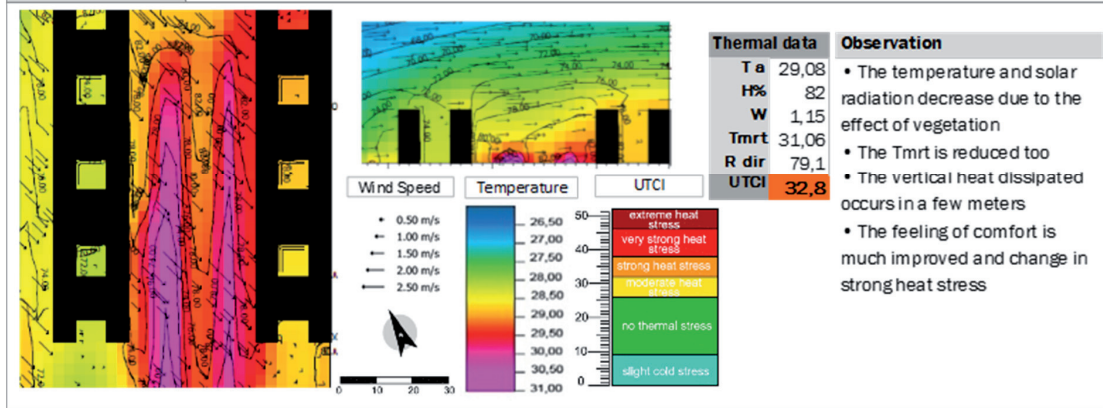 Thermal data
Ta 29,08
H% 82
W 1,15
Tmrt 31,06
R dir 79,1
UTCI 32,8
Observation
• The temperature and solar
radiation decrease due to the
effect of vegetation
• The Tmrt is reduced too
• The vertical heat dissipated
occurs in a few meters
• The feeling of comfort is
much improved and change in
strong heat stress
Wind Speed
0.50 m/s
1.00 m/s
1.50 m/s
2.00 m/s
2.50 m/s
0 10 20 30
Temperature
26,50
27,00
27,50
28,00
28,50
29,00
29,50
30,00
30,50
31,00
UTCI
50
40
30
20
10
0
extreme heat
stress
very strong heat
stress
strong heat stress
moderate heat
stress
no thermal stress
slight cold stress